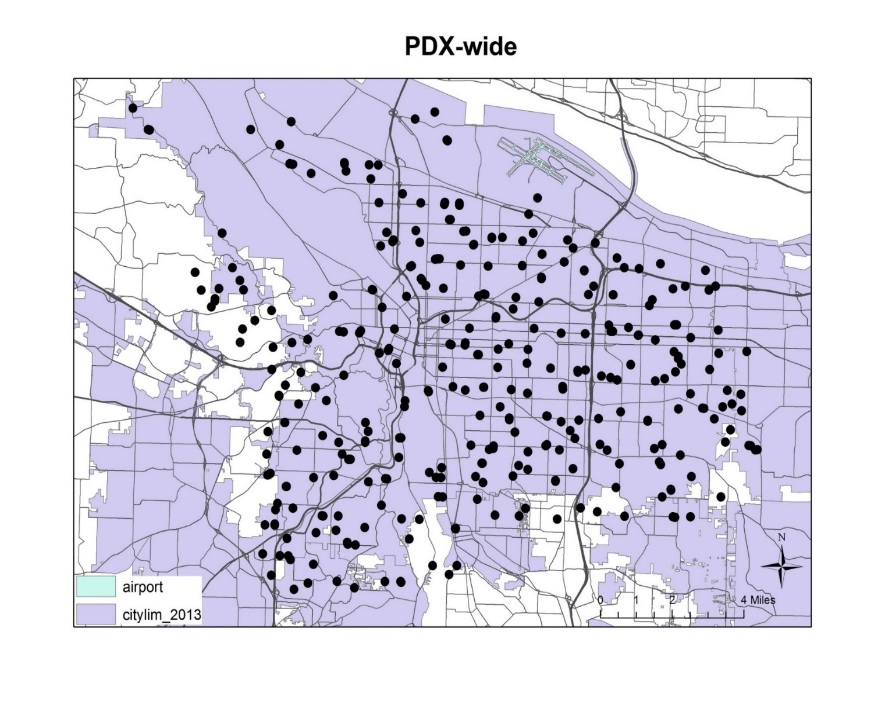 PDX-wide
N
0 1 2 4 Miles
airport
citylim_2013